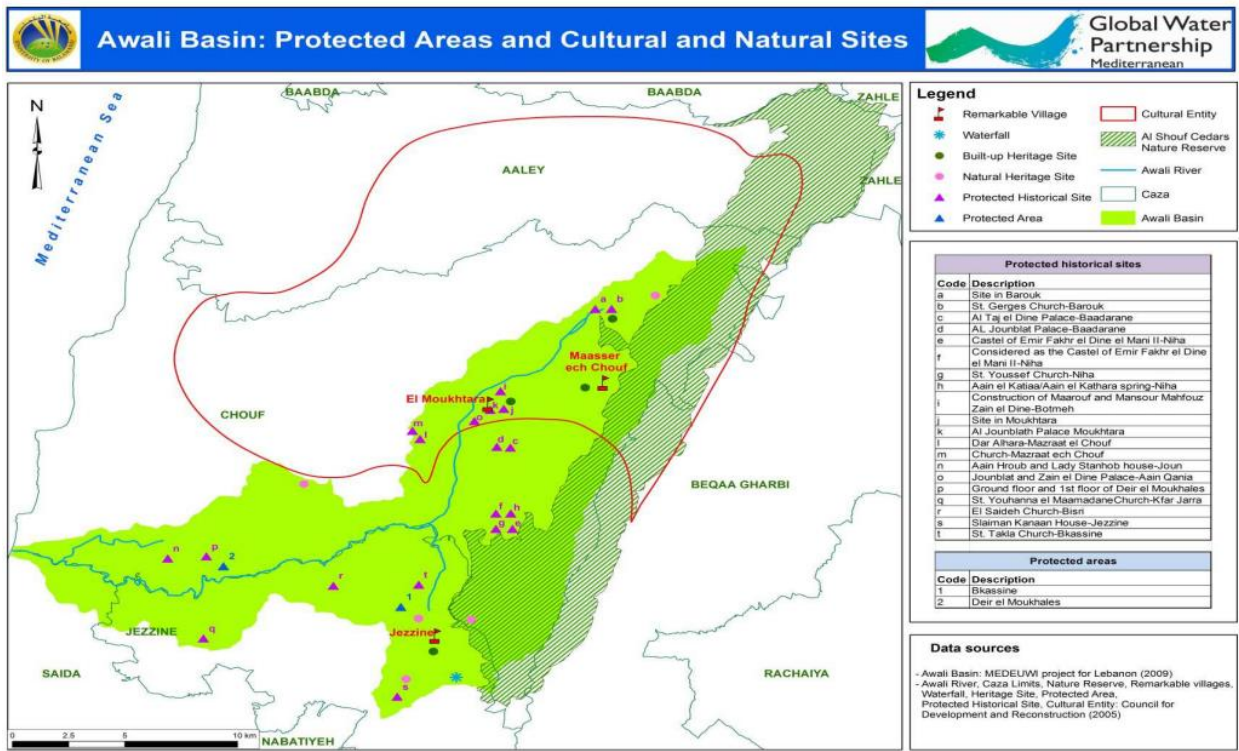 Awali Basin: Protected Areas and Cultural and Natural Sites
Global Water
Partnership
Mediterranean
N
Mediterranean Sea
BAABDA
BAABDA
ZAHLE
AALEY
ZAHLE
a
b
Maasser
ech Chouf
El Moukhtara
i
k
j
o
CHOUF
m
l
d
c
BEQAA GHARBI
f
h
g
e
n
p
2
r
t
1
JEZZINE
q
Jezzine
SAIDA
RACHAIYA
s
NABATIYEH
0 2.5 5 10 km
Legend
Remarkable Village
Waterfall
Built-up Heritage Site
Natural Heritage Site
Protected Historical Site
Protected Area
Cultural Entity
Al Shouf Cedars
Nature Reserve
Awali River
Caza
Awali Basin
Protected historical sites
Code Description
a Site in Barouk
b St. Gerges Church-Barouk
c Al Taj el Dine Palace-Baadarane
d AL Jounblat Palace-Baadarane
e Castel of Emir Fakhr el Dine el Mani II-Niha
f Considered as the Castel of Emir Fakhr el Dine
el Mani II-Niha
g St. Youssef Church-Niha
h Aain el Katiaa/Aain el Kathara spring-Niha
i Construction of Maarouf and Mansour Mahfouz
Zain el Dine-Botmeh
j Site in Moukhtara
k Al Jounblath Palace Moukhtara
l Dar Alhara-Mazraat el Chouf
m Church-Mazraat ech Chouf
n Aain Hroub and Lady Stanhob house-Joun
o Jounblat and Zain el Dine Palace-Aain Qania
p Ground floor and 1st floor of Deir el Moukhales
q St. Youhanna el MaamadaneChurch-Kfar Jarra
r El Saideh Church-Bisri
s Slaiman Kanaan House-Jezzine
t St. Takla Church-Bkassine
Protected areas
Code Description
1 Bkassine
2 Deir el Moukhales
Data sources
- Awali Basin: MEDEUWI project for Lebanon (2009)
- Awali River, Caza Limits, Nature Reserve, Remarkable villages,
Waterfall, Heritage Site, Protected Area,
Protected Historical Site, Cultural Entity: Council for
Development and Reconstruction (2005)